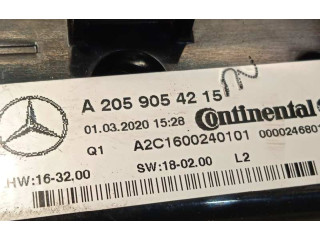 A 205 905 42 15
01.03.2020 15:28 Continental
Q1 A2C1600240101 0000246801
HW:16-32.00 SW:18-02.00 L2